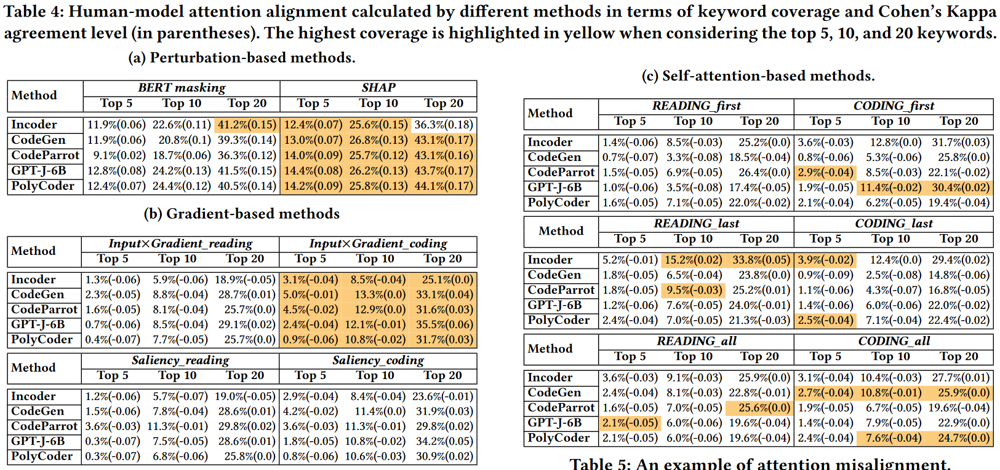 Table 4: Human-model attention alignment calculated by different methods in terms of keyword coverage and Cohen's Kappa
agreement level (in parentheses). The highest coverage is highlighted in yellow when considering the top 5, 10, and 20 keywords.
(a) Perturbation-based methods.
Method BERT masking SHAP
Top 5 Top 10 Top 20 Top 5 Top 10 Top 20
Incoder 11.9%(0.06) 22.6%(0.11) 41.2%(0.15) 12.4%(0.07) 25.6%(0.15) 36.3%(0.18)
CodeGen 11.9%(0.06) 20.8%(0.1) 39.3%(0.14) 13.0%(0.07) 26.8%(0.13) 43.1%(0.17)
CodeParrot 9.1%(0.02) 18.7%(0.06) 36.3%(0.12) 14.0%(0.09) 25.7%(0.12) 43.1%(0.16)
GPT-J-6B 12.8%(0.08) 24.2%(0.13) 41.5%(0.15) 14.4%(0.08) 26.2%(0.13) 43.7%(0.17)
PolyCoder 12.4%(0.07) 24.4%(0.12) 40.5%(0.14) 14.2%(0.09) 25.8%(0.13) 44.1%(0.17)
(b) Gradient-based methods
Method Input×Gradient_reading Input×Gradient_coding
Top 5 Top 10 Top 20 Top 5 Top 10 Top 20
Incoder 1.3%(-0.06) 5.9%(-0.06) 18.9%(-0.05) 3.1%(-0.04) 8.5%(-0.04) 25.1%(0.0)
CodeGen 2.3%(-0.05) 8.8%(-0.04) 28.7%(0.01) 5.0%(-0.01) 13.3%(0.0) 33.1%(0.04)
CodeParrot 1.6%(-0.05) 8.1%(-0.04) 25.7%(0.0) 4.5%(-0.02) 12.9%(0.0) 31.6%(0.03)
GPT-J-6B 0.7%(-0.06) 8.5%(-0.04) 29.1%(0.02) 2.4%(-0.04) 12.1%(-0.01) 35.5%(0.06)
PolyCoder 0.4%(-0.07) 7.7%(-0.05) 25.7%(0.0) 0.9%(-0.06) 10.8%(-0.02) 31.7%(0.03)
Method Saliency_reading Saliency_coding
Top 5 Top 10 Top 20 Top 5 Top 10 Top 20
Incoder 1.2%(-0.06) 5.7%(-0.07) 19.0%(-0.05) 2.9%(-0.04) 8.4%(-0.04) 23.6%(-0.01)
CodeGen 1.5%(-0.06) 7.8%(-0.04) 28.6%(0.01) 4.2%(-0.02) 11.4%(0.0) 31.9%(0.03)
CodeParrot 3.6%(-0.03) 11.3%(-0.01) 29.8%(0.02) 3.6%(-0.03) 11.3%(-0.01) 29.8%(0.02)
GPT-J-6B 0.3%(-0.07) 7.5%(-0.05) 28.6%(0.01) 1.8%(-0.05) 10.8%(-0.02) 34.2%(0.05)
PolyCoder 0.3%(-0.07) 6.8%(-0.06) 25.8%(0.0) 0.8%(-0.06) 10.6%(-0.03) 30.9%(0.02)
(c) Self-attention-based methods.
Method READING_first CODING_first
Top 5 Top 10 Top 20 Top 5 Top 10 Top 20
Incoder 1.4%(-0.06) 8.5%(-0.03) 25.2%(0.0) 3.6%(-0.03) 12.8%(0.0) 31.7%(0.03)
CodeGen 0.7%(-0.07) 3.3%(-0.08) 18.5%(-0.04) 0.8%(-0.06) 5.3%(-0.06) 25.8%(0.0)
CodeParrot 1.5%(-0.05) 6.9%(-0.05) 26.4%(0.0) 2.9%(-0.04) 8.5%(-0.03) 22.1%(-0.02)
GPT-J-6B 1.0%(-0.06) 3.5%(-0.08) 17.4%(-0.05) 1.9%(-0.05) 11.4%(-0.02) 30.4%(0.02)
PolyCoder 1.6%(-0.05) 7.1%(-0.05) 22.0%(-0.02) 2.1%(-0.04) 6.2%(-0.05) 19.4%(-0.04)
Method READING_last CODING_last
Top 5 Top 10 Top 20 Top 5 Top 10 Top 20
Incoder 5.2%(-0.01) 15.2%(0.02) 33.8%(0.05) 3.9%(-0.02) 12.4%(0.0) 29.4%(0.02)
CodeGen 1.8%(-0.05) 6.5%(-0.04) 23.8%(0.0) 0.9%(-0.09) 2.5%(-0.08) 14.8%(-0.06)
CodeParrot 1.8%(-0.05) 9.5%(-0.03) 25.2%(0.01) 1.1%(-0.06) 4.3%(-0.07) 16.8%(-0.05)
GPT-J-6B 1.2%(-0.06) 7.6%(-0.05) 24.0%(-0.01) 1.4%(-0.06) 6.0%(-0.06) 22.0%(-0.02)
PolyCoder 2.4%(-0.04) 7.0%(-0.05) 21.3%(-0.03) 2.5%(-0.04) 7.1%(-0.04) 22.4%(-0.02)
Method READING_all CODING_all
Top 5 Top 10 Top 20 Top 5 Top 10 Top 20
Incoder 3.6%(-0.03) 9.1%(-0.03) 25.9%(0.0) 3.1%(-0.04) 10.4%(-0.03) 27.7%(0.01)
CodeGen 2.4%(-0.04) 8.1%(-0.03) 22.8%(-0.01) 2.7%(-0.04) 10.8%(-0.01) 25.9%(0.0)
CodeParrot 1.6%(-0.05) 7.0%(-0.05) 25.6%(0.0) 1.9%(-0.05) 6.7%(-0.05) 19.6%(-0.04)
GPT-J-6B 2.1%(-0.05) 6.0%(-0.06) 19.6%(-0.04) 1.4%(-0.04) 7.9%(-0.05) 22.9%(0.0)
PolyCoder 2.1%(-0.05) 6.0%(-0.06) 19.6%(-0.04) 2.4%(-0.04) 7.6%(-0.04) 24.7%(0.0)
Table 5: An example of attention misalignment.